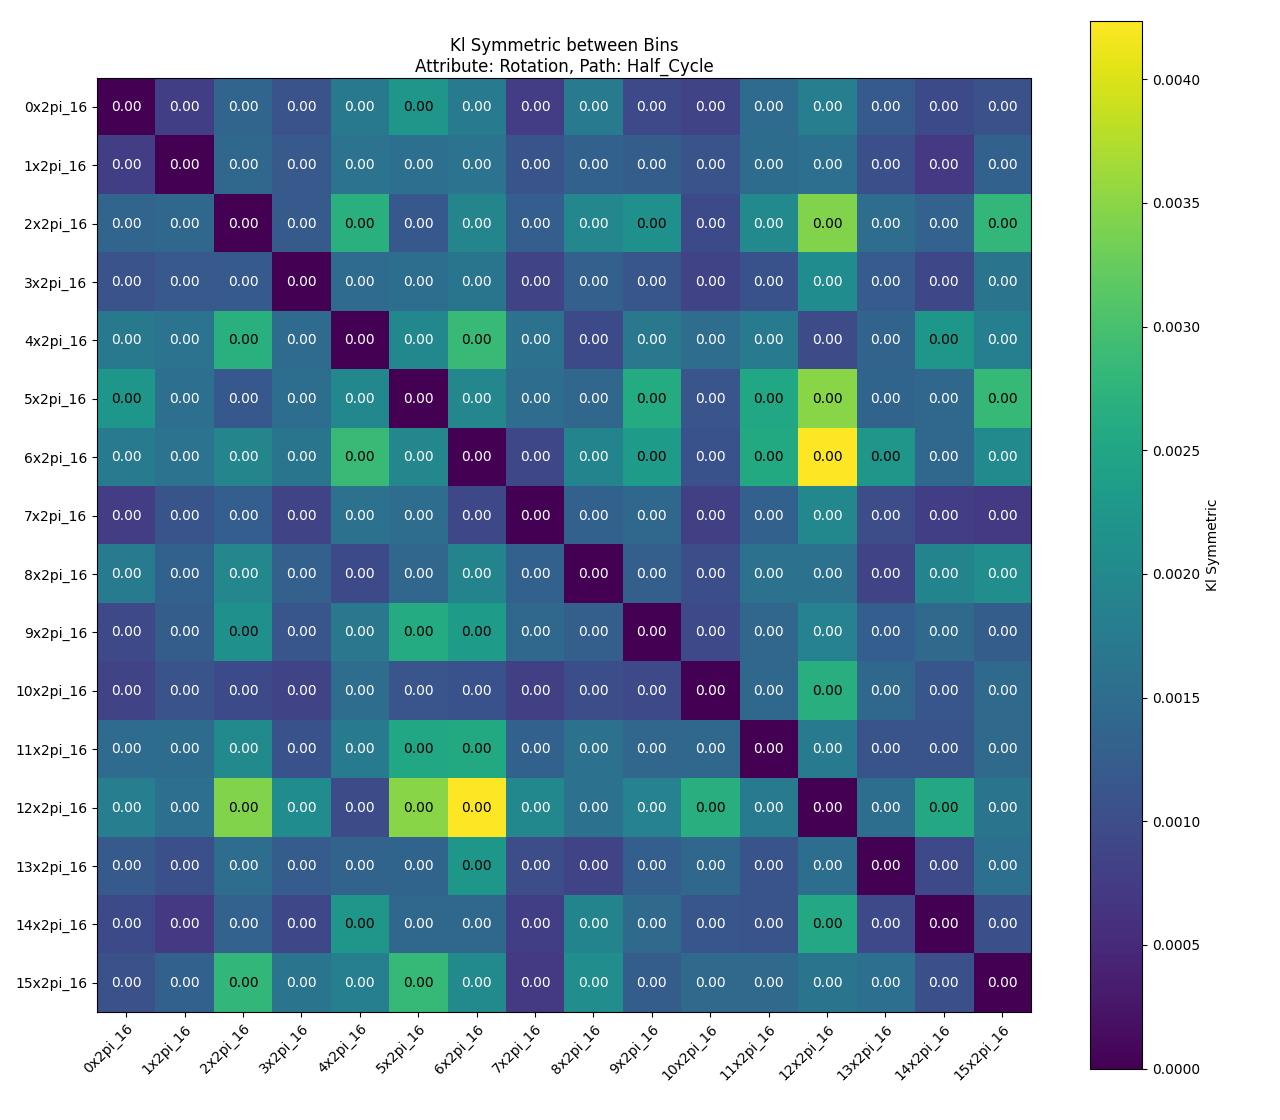 Kl Symmetric between Bins
Attribute: Rotation, Path: Half_Cycle
0x2pi_16 0.00 0.00 0.00 0.00 0.00 0.00 0.00 0.00 0.00 0.00 0.00 0.00 0.00 0.00 0.00 0.00
1x2pi_16 0.00 0.00 0.00 0.00 0.00 0.00 0.00 0.00 0.00 0.00 0.00 0.00 0.00 0.00 0.00 0.00
2x2pi_16 0.00 0.00 0.00 0.00 0.00 0.00 0.00 0.00 0.00 0.00 0.00 0.00 0.00 0.00 0.00 0.00
3x2pi_16 0.00 0.00 0.00 0.00 0.00 0.00 0.00 0.00 0.00 0.00 0.00 0.00 0.00 0.00 0.00 0.00
4x2pi_16 0.00 0.00 0.00 0.00 0.00 0.00 0.00 0.00 0.00 0.00 0.00 0.00 0.00 0.00 0.00 0.00
5x2pi_16 0.00 0.00 0.00 0.00 0.00 0.00 0.00 0.00 0.00 0.00 0.00 0.00 0.00 0.00 0.00 0.00
6x2pi_16 0.00 0.00 0.00 0.00 0.00 0.00 0.00 0.00 0.00 0.00 0.00 0.00 0.00 0.00 0.00 0.00
7x2pi_16 0.00 0.00 0.00 0.00 0.00 0.00 0.00 0.00 0.00 0.00 0.00 0.00 0.00 0.00 0.00 0.00
8x2pi_16 0.00 0.00 0.00 0.00 0.00 0.00 0.00 0.00 0.00 0.00 0.00 0.00 0.00 0.00 0.00 0.00
9x2pi_16 0.00 0.00 0.00 0.00 0.00 0.00 0.00 0.00 0.00 0.00 0.00 0.00 0.00 0.00 0.00 0.00
10x2pi_16 0.00 0.00 0.00 0.00 0.00 0.00 0.00 0.00 0.00 0.00 0.00 0.00 0.00 0.00 0.00 0.00
11x2pi_16 0.00 0.00 0.00 0.00 0.00 0.00 0.00 0.00 0.00 0.00 0.00 0.00 0.00 0.00 0.00 0.00
12x2pi_16 0.00 0.00 0.00 0.00 0.00 0.00 0.00 0.00 0.00 0.00 0.00 0.00 0.00 0.00 0.00 0.00
13x2pi_16 0.00 0.00 0.00 0.00 0.00 0.00 0.00 0.00 0.00 0.00 0.00 0.00 0.00 0.00 0.00 0.00
14x2pi_16 0.00 0.00 0.00 0.00 0.00 0.00 0.00 0.00 0.00 0.00 0.00 0.00 0.00 0.00 0.00 0.00
15x2pi_16 0.00 0.00 0.00 0.00 0.00 0.00 0.00 0.00 0.00 0.00 0.00 0.00 0.00 0.00 0.00 0.00
0x2pi_16 1x2pi_16 2x2pi_16 3x2pi_16 4x2pi_16 5x2pi_16 6x2pi_16 7x2pi_16 8x2pi_16 9x2pi_16 10x2pi_16 11x2pi_16 12x2pi_16 13x2pi_16 14x2pi_16 15x2pi_16
0.0040
0.0035
0.0030
0.0025
0.0020
0.0015
0.0010
0.0005
0.0000
Kl Symmetric